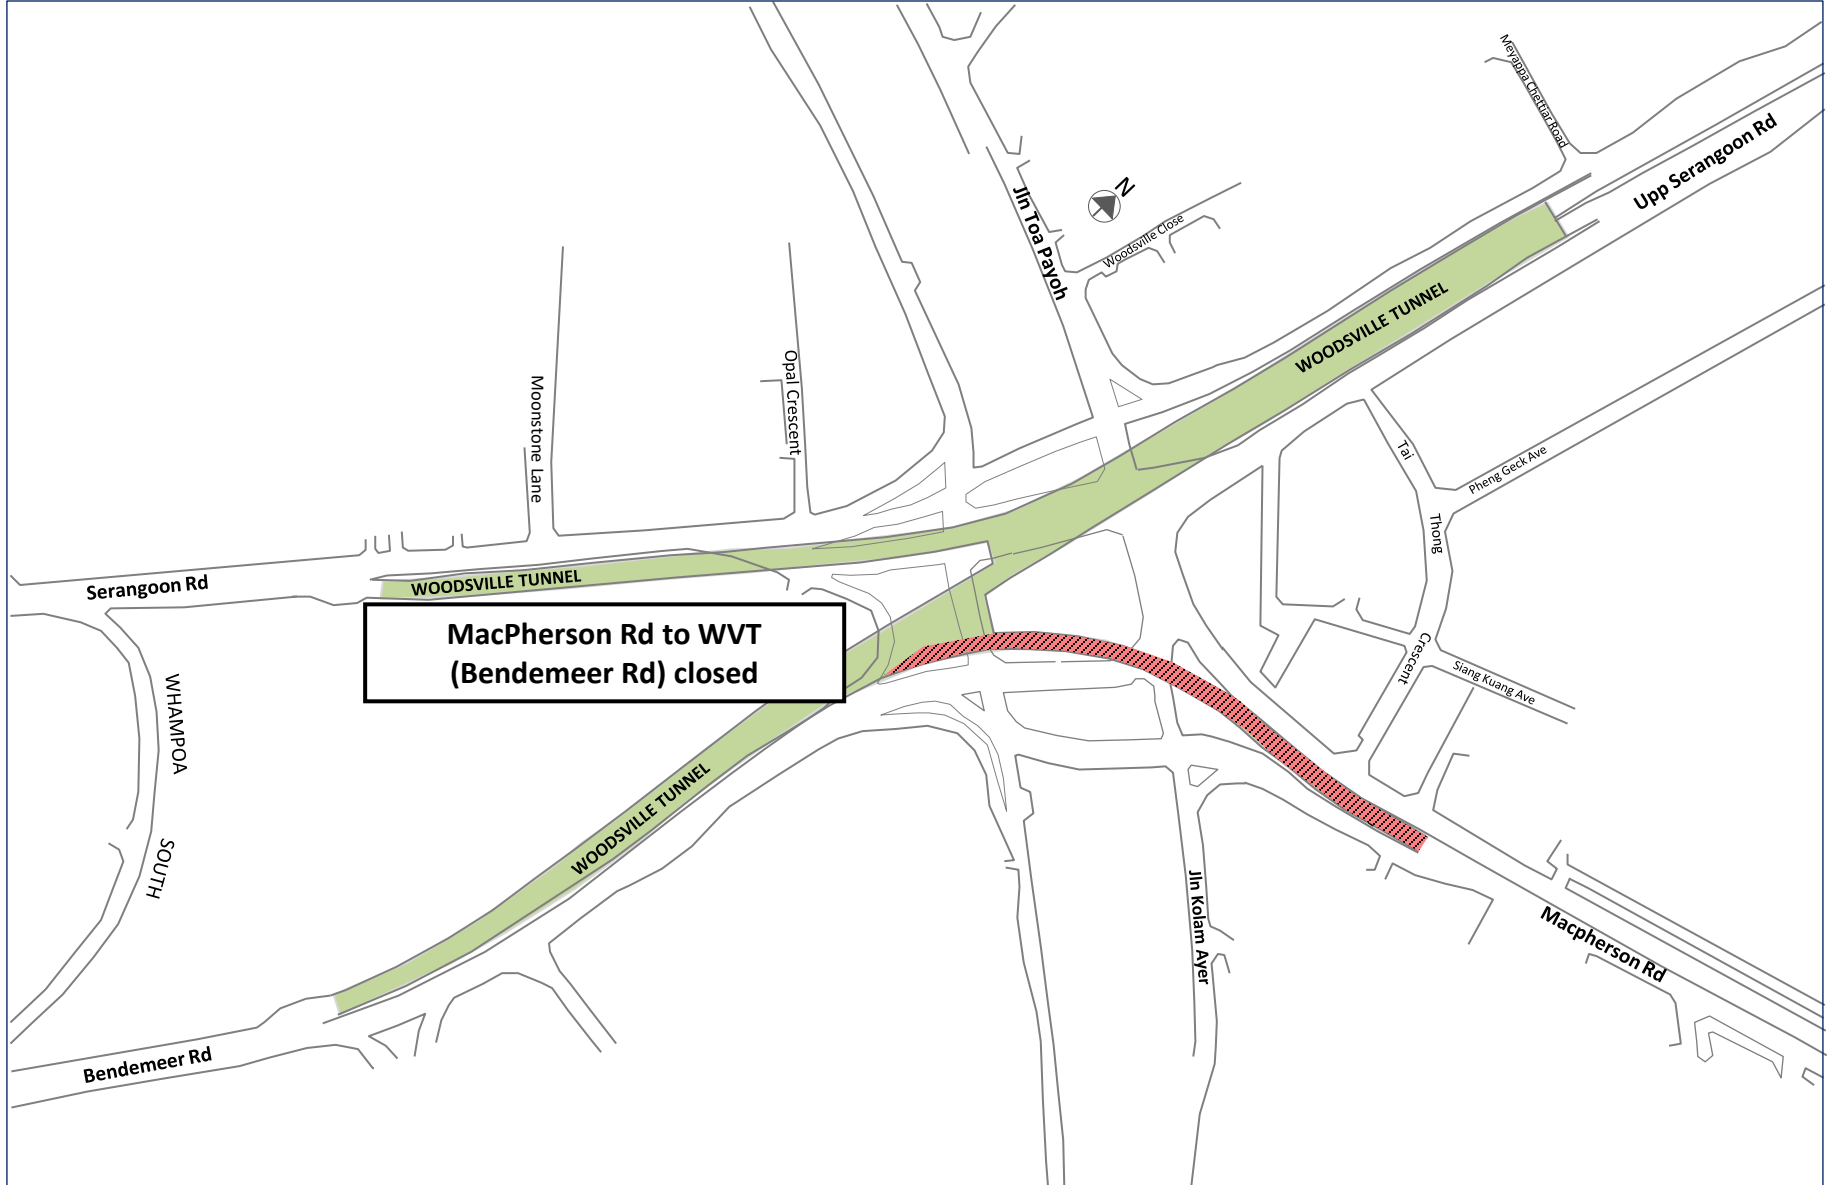 Meyappa Chettiar Road
Upp Serangoon Rd
N
Jln Toa Payoh
Woodsville Close
WOODSVILLE TUNNEL
Opal Crescent
Moonstone Lane
Tai
Thong
Crescent
Pheng Geck Ave
Serangoon Rd
WOODSVILLE TUNNEL
MacPherson Rd to WVT
(Bendemeer Rd) closed
Siang Kuang Ave
WHAMPOA
SOUTH
WOODSVILLE TUNNEL
Jln Kolam Ayer
Macpherson Rd
Bendemeer Rd